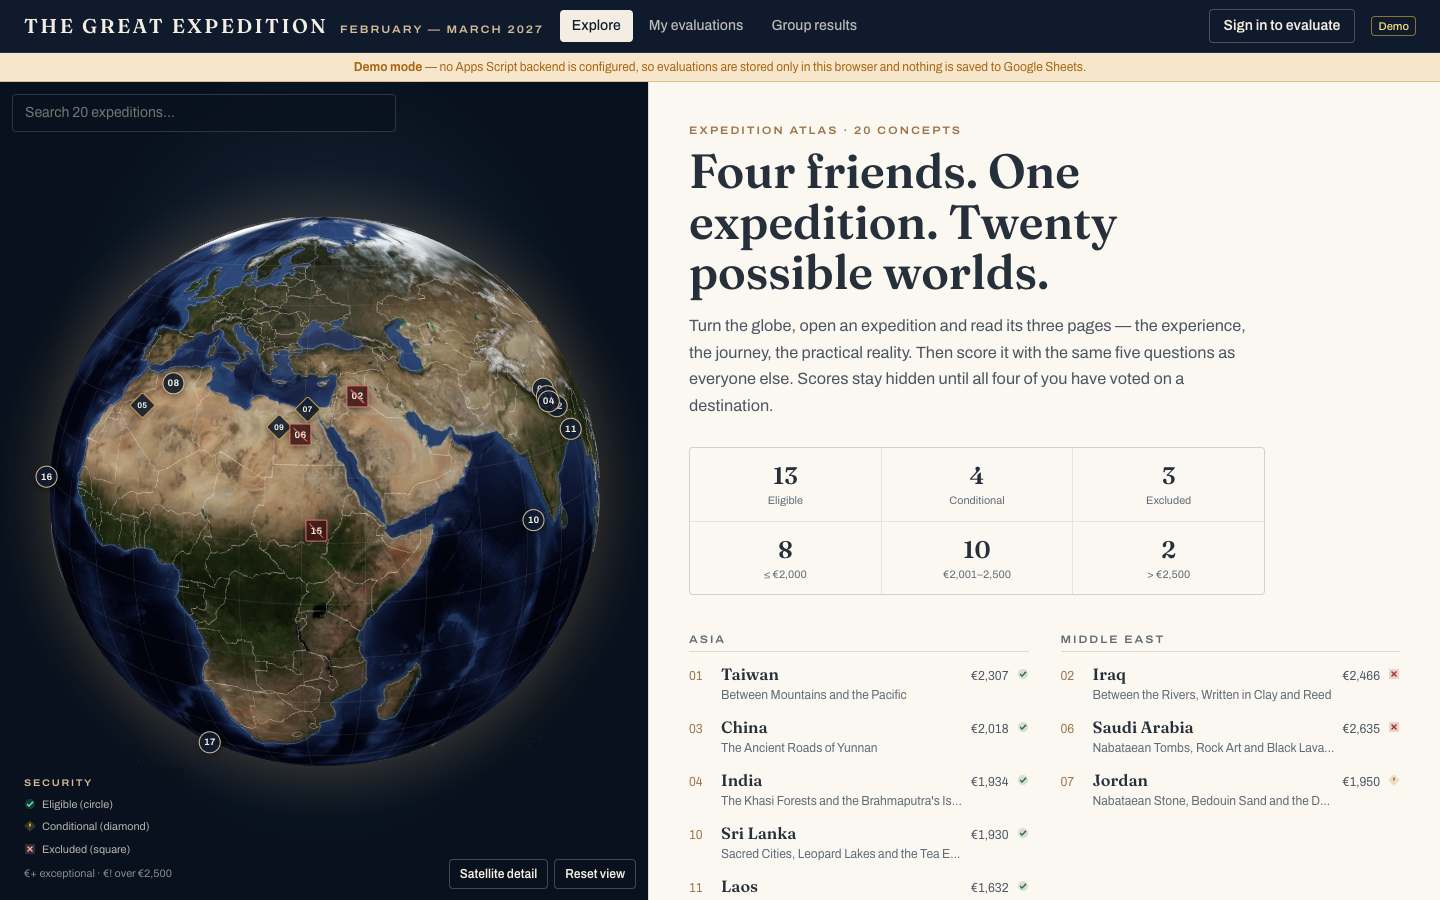 THE GREAT EXPEDITION FEBRUARY — MARCH 2027 Explore My evaluations Group results Sign in to evaluate Demo
Demo mode — no Apps Script backend is configured, so evaluations are stored only in this browser and nothing is saved to Google Sheets.
Search 20 expeditions...
08
05
02
07
09
06
04
11
16
15
10
17
SECURITY
Eligible (circle)
Conditional (diamond)
Excluded (square)
€+ exceptional · €! over €2,500
Satellite detail Reset view
EXPEDITION ATLAS · 20 CONCEPTS
Four friends. One
expedition. Twenty
possible worlds.
Turn the globe, open an expedition and read its three pages — the experience,
the journey, the practical reality. Then score it with the same five questions as
everyone else. Scores stay hidden until all four of you have voted on a
destination.
13 4 3
Eligible Conditional Excluded
8 10 2
≤ €2,000 €2,001–2,500 > €2,500
ASIA
01 Taiwan €2,307
Between Mountains and the Pacific
03 China €2,018
The Ancient Roads of Yunnan
04 India €1,934
The Khasi Forests and the Brahmaputra's Is...
10 Sri Lanka €1,930
Sacred Cities, Leopard Lakes and the Tea E...
11 Laos €1,632
MIDDLE EAST
02 Iraq €2,466
Between the Rivers, Written in Clay and Reed
06 Saudi Arabia €2,635
Nabataean Tombs, Rock Art and Black Lava...
07 Jordan €1,950
Nabataean Stone, Bedouin Sand and the D...